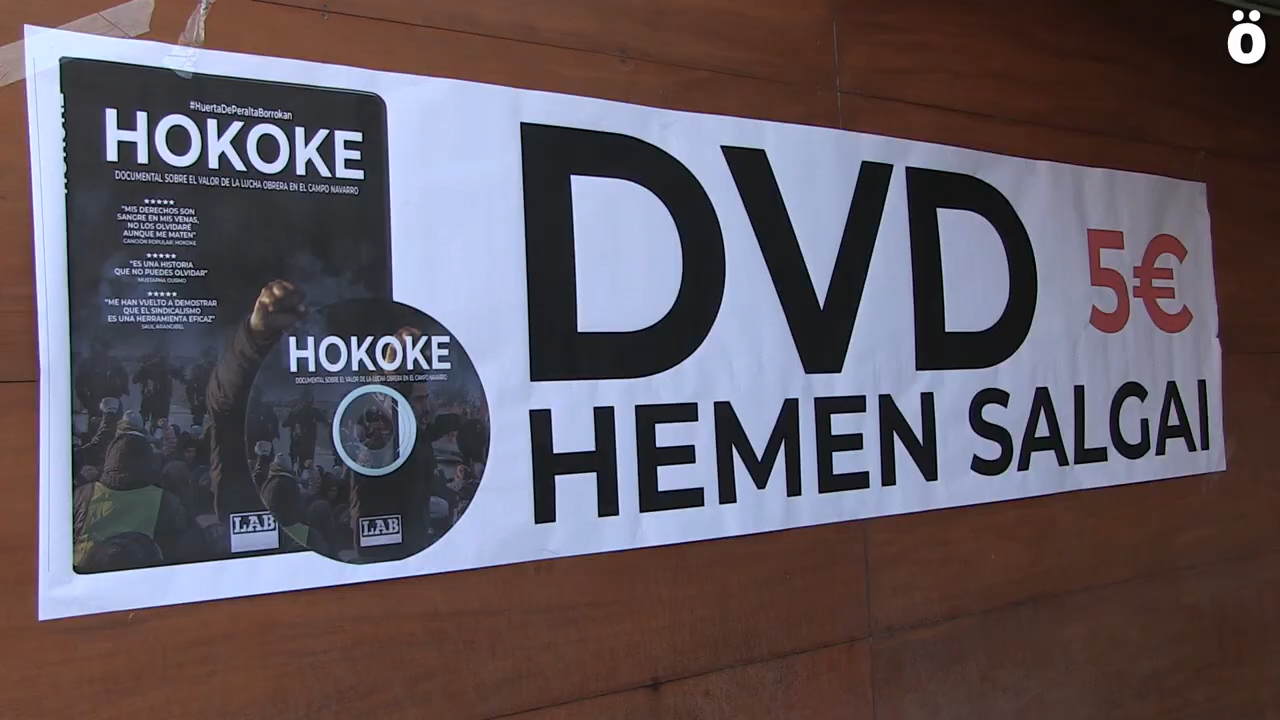 ö
#HuertaDePeraltaBorrokan
HOKOKE
DOCUMENTAL SOBRE EL VALOR DE LA LUCHA OBRERA EN EL CAMPO NAVARRO
"MIS DERECHOS SON
SANGRE EN MIS VENAS,
NO LOS OLVIDARÉ
AUNQUE ME MATEN"
CANCIÓN POPULAR. HOKOKE
"ES UNA HISTORIA
QUE NO PUEDES OLVIDAR"
"ME HAN VUELTO A DEMOSTRAR
QUE EL SINDICALISMO
ES UNA HERRAMIENTA EFICAZ"
LAB
HOKOKE
DOCUMENTAL SOBRE EL VALOR DE LA LUCHA OBRERA EN EL CAMPO NAVARRO
LAB
DVD
5€
HEMEN SALGAI